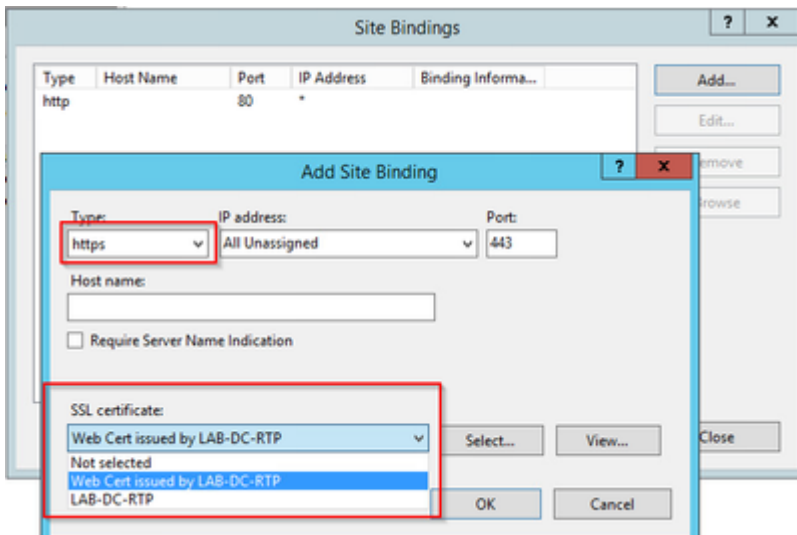 Site Bindings
? x
Type Host Name Port IP Address Binding Informa...
http 80 *
Add...
Edit...
emove
rowse
Add Site Binding
? x
Type: IP address: Port:
https All Unassigned 443
Host name:
Require Server Name Indication
SSL certificate:
Web Cert issued by LAB-DC-RTP
Select...
View...
Close
Not selected
Web Cert issued by LAB-DC-RTP
LAB-DC-RTP
OK
Cancel